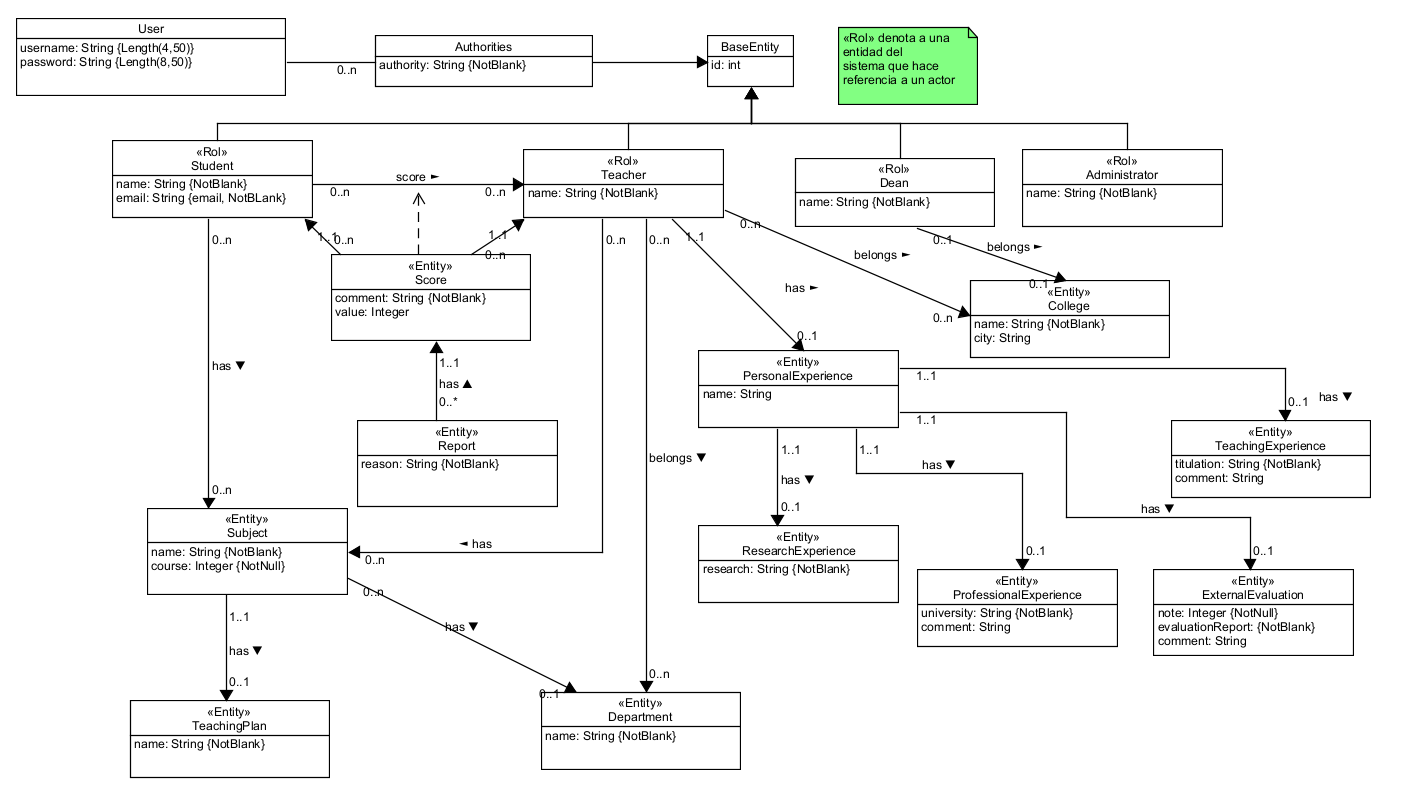 User
username: String {Length(4,50)}
password: String {Length(8,50)}
0..n
Authorities
authority: String {NotBlank}
BaseEntity
id: int
«Rol» denota a una
entidad del
sistema que hace
referencia a un actor
«Rol»
Student
name: String {NotBlank}
email: String {email, NotBLank}
score ►
0..n
0..n
«Rol»
Teacher
name: String {NotBlank}
«Rol»
Dean
name: String {NotBlank}
«Rol»
Administrator
name: String {NotBlank}
0..n
1..1
0..n
1..1
0..n
0..n
0..n
1..1
0..n
belongs ►
0..n
0..1
belongs ►
0..1
«Entity»
Score
comment: String {NotBlank}
value: Integer
has ►
0..1
«Entity»
College
name: String {NotBlank}
city: String
has ▼
1..1
has ▲
0..*
«Entity»
PersonalExperience
name: String
1..1
0..1
has ▼
1..1
«Entity»
Report
reason: String {NotBlank}
«Entity»
TeachingExperience
titulation: String {NotBlank}
comment: String
belongs ▼
1..1
has ▼
0..1
1..1
has ▼
0..1
has ▼
0..1
0..n
«Entity»
Subject
name: String {NotBlank}
course: Integer {NotNull}
◄ has
0..n
«Entity»
ResearchExperience
research: String {NotBlank}
«Entity»
ProfessionalExperience
university: String {NotBlank}
comment: String
«Entity»
ExternalEvaluation
note: Integer {NotNull}
evaluationReport: {NotBlank}
comment: String
0..n
has ▼
0..1
1..1
has ▼
0..1
0..n
«Entity»
TeachingPlan
name: String {NotBlank}
«Entity»
Department
name: String {NotBlank}